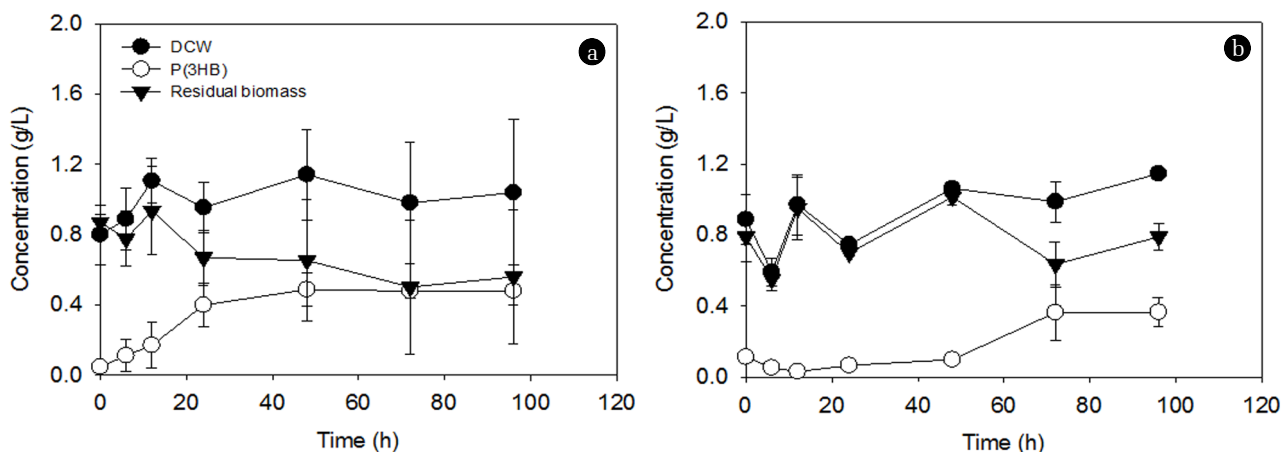 2.0
1.6
1.2
0.8
0.4
0.0
Concentration (g/L)
DCW
P(3HB)
Residual biomass
a
0 20 40 60 80 100 120
Time (h)
2.0
1.6
1.2
0.8
0.4
0.0
Concentration (g/L)
b
0 20 40 60 80 100 120
Time (h)